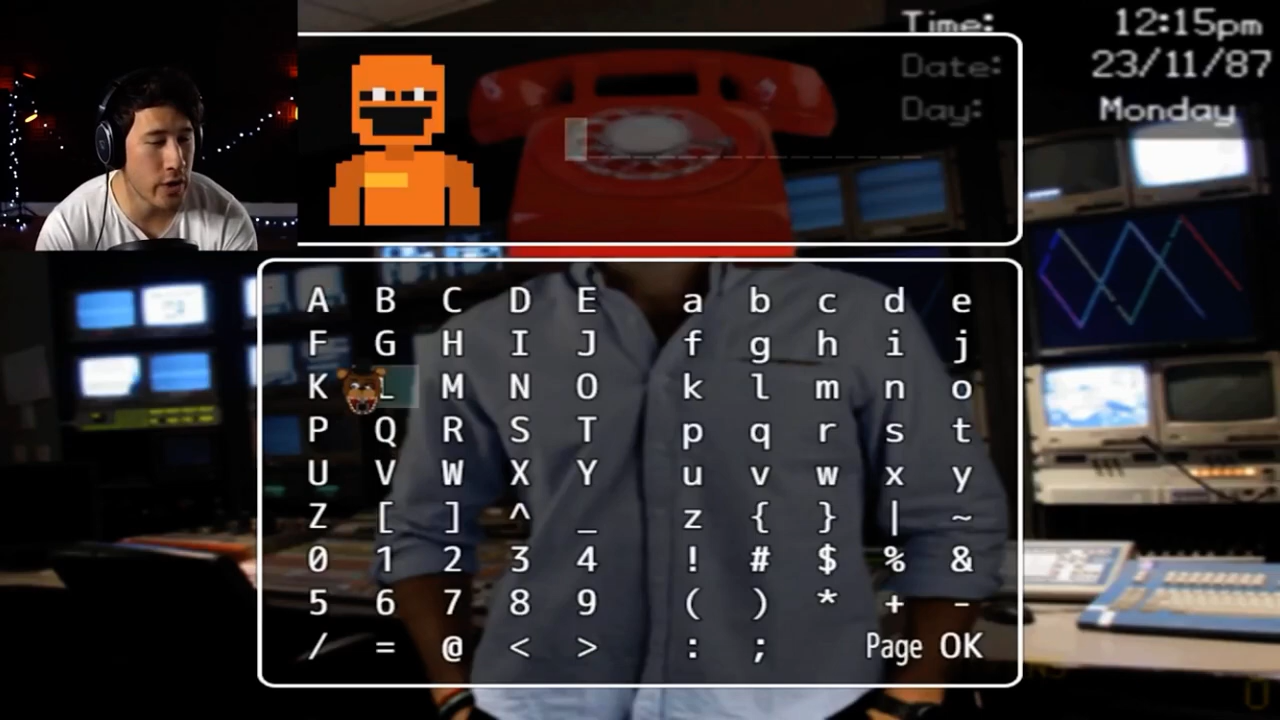 Time: 12:15pm
Date: 23/11/87
Day: Monday
A B C D E a b c d e
F G H I J f g h i j
K L M N O k l m n o
P Q R S T p q r s t
U V W X Y u v w x y
Z [ ] ^ _ z { } | ~
0 1 2 3 4 ! # $ % &
5 6 7 8 9 ( ) * + -
/ = @ < > : ; Page OK
0